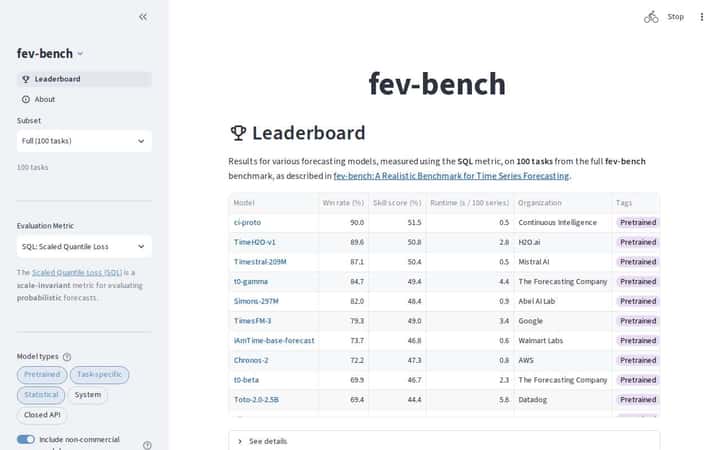 Stop
fev-bench
Leaderboard
About
Subset
Full (100 tasks)
100 tasks
Evaluation Metric
SQL: Scaled Quantile Loss
The Scaled Quantile Loss (SQL) is a
scale-invariant metric for evaluating
probabilistic forecasts.
Model types
Pretrained Task-specific
Statistical System
Closed API
Include non-commercial
fev-bench
Leaderboard
Results for various forecasting models, measured using the SQL metric, on 100 tasks from the full fev-bench
benchmark, as described in fev-bench: A Realistic Benchmark for Time Series Forecasting.
Model Win rate (%) Skill score (%) Runtime (s / 100 series) Organization Tags
ci-proto 90.0 51.5 0.5 Continuous Intelligence Pretrained
TimeH2O-v1 89.6 50.8 2.8 H2O.ai Pretrained
Timestral-209M 87.1 50.4 0.5 Mistral AI Pretrained
t0-gamma 84.7 49.4 4.4 The Forecasting Company Pretrained
Simons-297M 82.0 48.4 0.9 Abel AI Lab Pretrained
TimesFM-3 79.3 49.0 3.4 Google Pretrained
iAmTime-base-forecast 73.7 46.8 0.6 Walmart Labs Pretrained
Chronos-2 72.2 47.3 0.8 AWS Pretrained
t0-beta 69.9 46.7 2.3 The Forecasting Company Pretrained
Toto-2.0-2.5B 69.4 44.4 5.6 Datadog Pretrained
See details